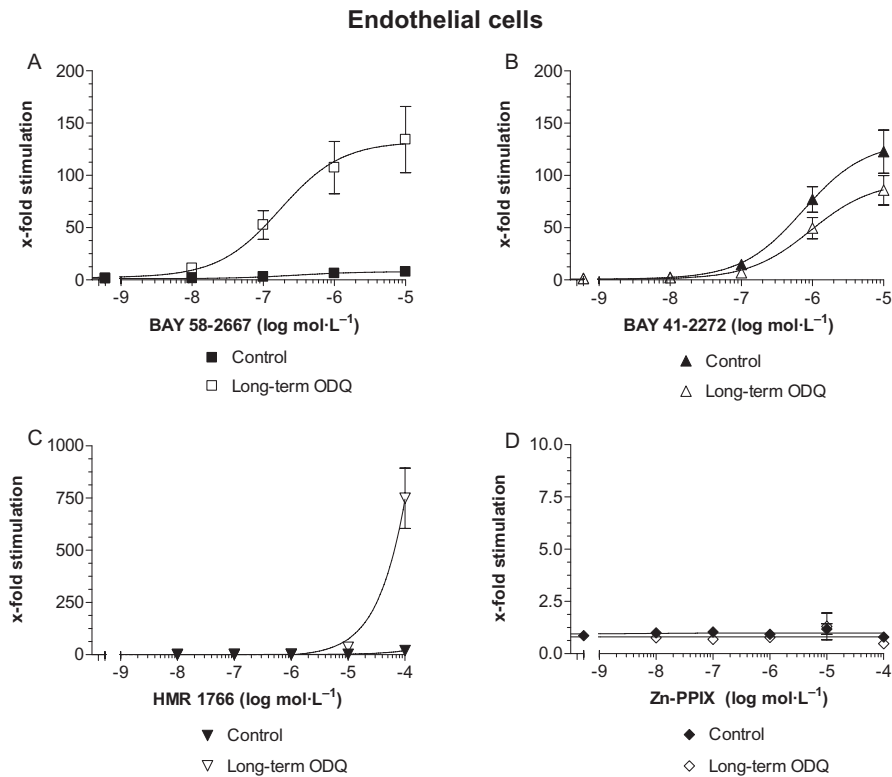 Endothelial cells
A
200
150
100
50
0
x-fold stimulation
-9 -8 -7 -6 -5
BAY 58-2667 (log mol·L⁻¹)
■ Control
□ Long-term ODQ
B
200
150
100
50
0
x-fold stimulation
-9 -8 -7 -6 -5
BAY 41-2272 (log mol·L⁻¹)
▲ Control
△ Long-term ODQ
C
1000
750
500
250
0
x-fold stimulation
-9 -8 -7 -6 -5 -4
HMR 1766 (log mol·L⁻¹)
▼ Control
▽ Long-term ODQ
D
10.0
7.5
5.0
2.5
0.0
x-fold stimulation
-9 -8 -7 -6 -5 -4
Zn-PPIX (log mol·L⁻¹)
◆ Control
◇ Long-term ODQ